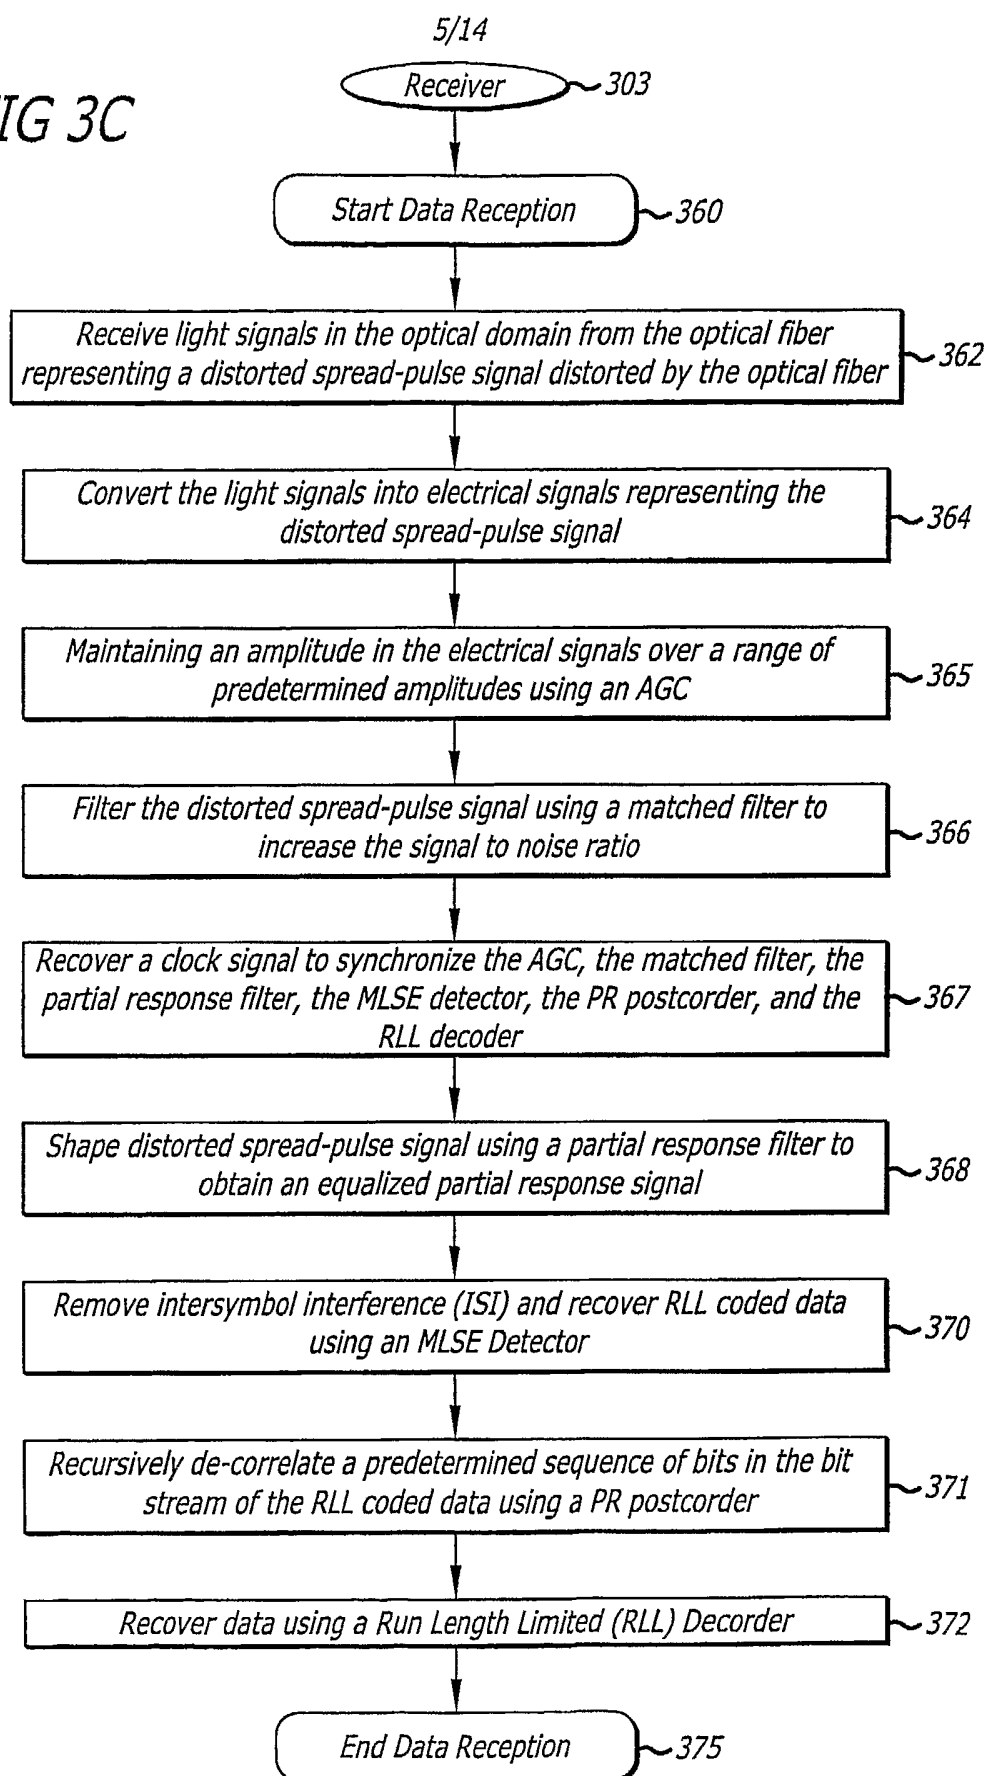 5/14
IG 3C
Receiver
303
Start Data Reception
360
Receive light signals in the optical domain from the optical fiber
representing a distorted spread-pulse signal distorted by the optical fiber
362
Convert the light signals into electrical signals representing the
distorted spread-pulse signal
364
Maintaining an amplitude in the electrical signals over a range of
predetermined amplitudes using an AGC
365
Filter the distorted spread-pulse signal using a matched filter to
increase the signal to noise ratio
366
Recover a clock signal to synchronize the AGC, the matched filter, the
partial response filter, the MLSE detector, the PR postcorder, and the
RLL decoder
367
Shape distorted spread-pulse signal using a partial response filter to
obtain an equalized partial response signal
368
Remove intersymbol interference (ISI) and recover RLL coded data
using an MLSE Detector
370
Recursively de-correlate a predetermined sequence of bits in the bit
stream of the RLL coded data using a PR postcorder
371
Recover data using a Run Length Limited (RLL) Decorder
372
End Data Reception
375